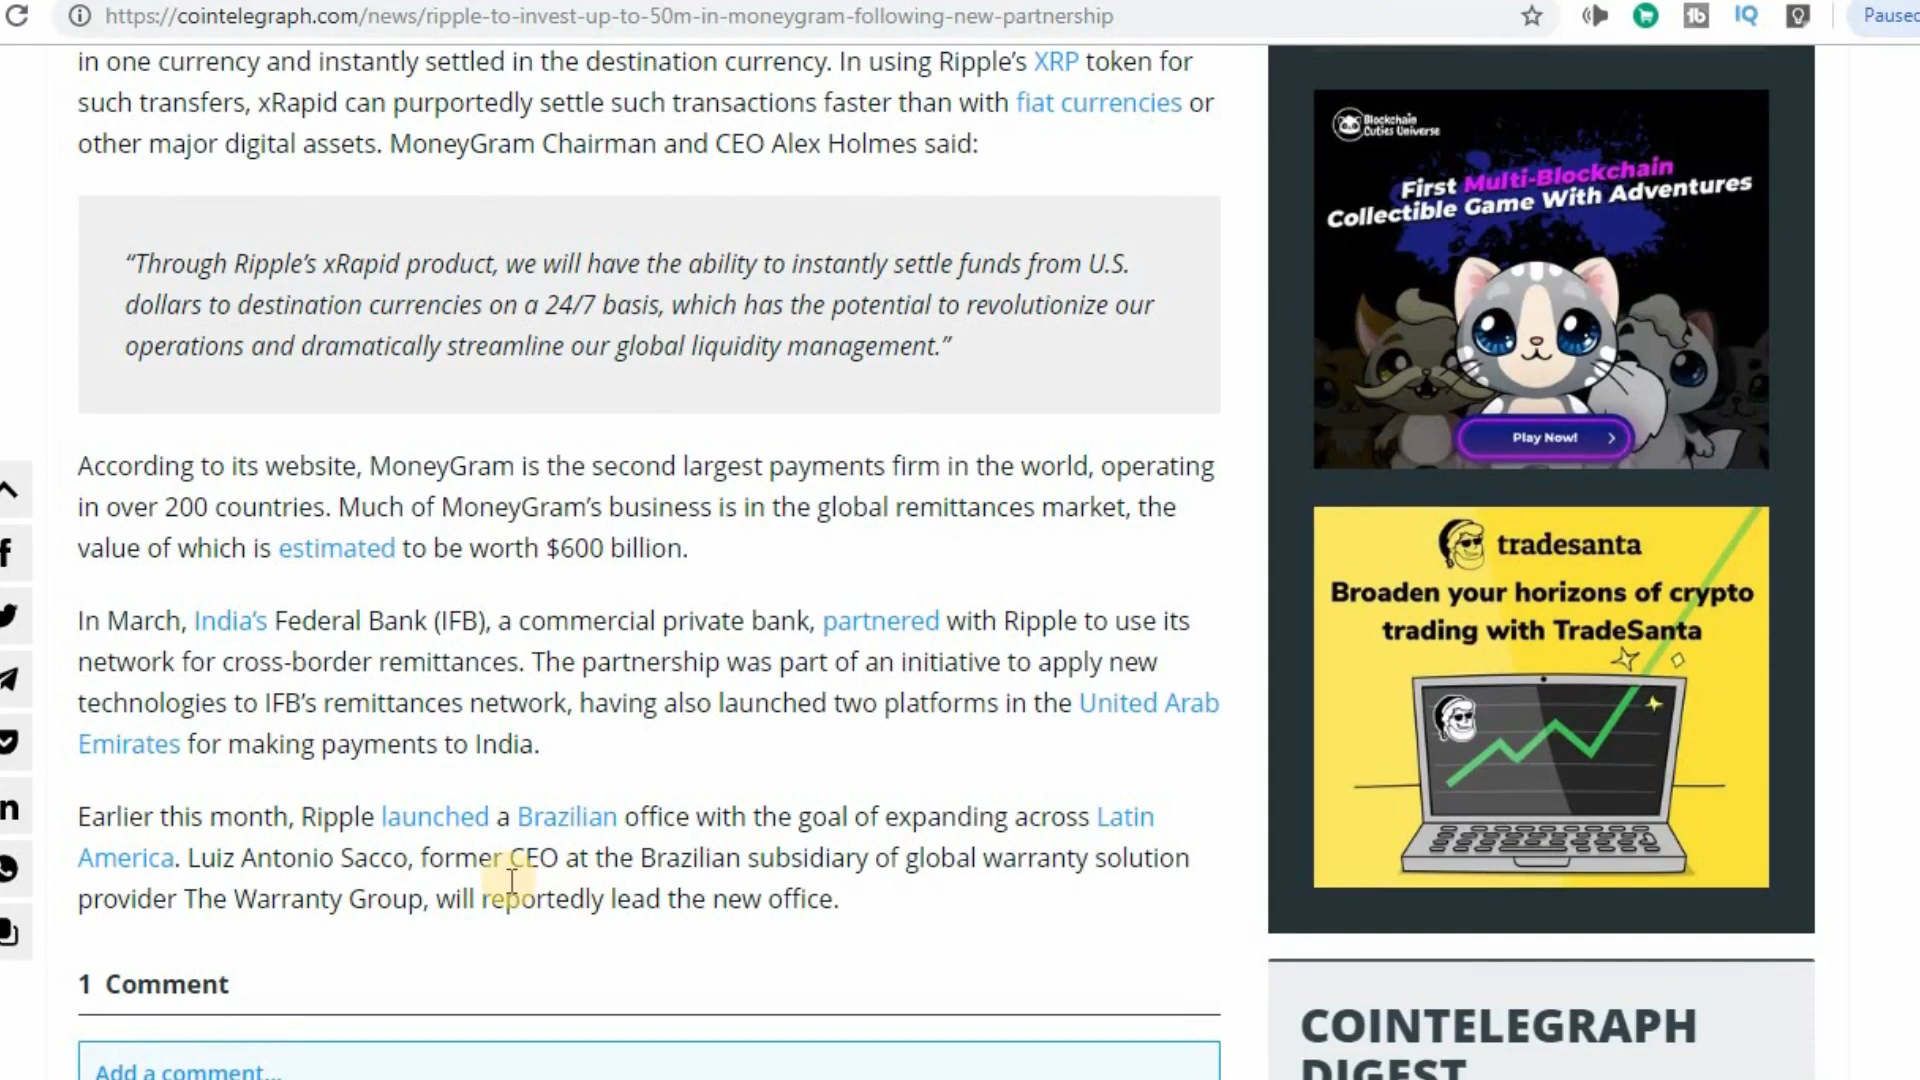 https://cointelegraph.com/news/ripple-to-invest-up-to-50m-in-moneygram-following-new-partnership
Paused
in one currency and instantly settled in the destination currency. In using Ripple’s XRP token for
such transfers, xRapid can purportedly settle such transactions faster than with fiat currencies or
other major digital assets. MoneyGram Chairman and CEO Alex Holmes said:
“Through Ripple’s xRapid product, we will have the ability to instantly settle funds from U.S.
dollars to destination currencies on a 24/7 basis, which has the potential to revolutionize our
operations and dramatically streamline our global liquidity management.”
According to its website, MoneyGram is the second largest payments firm in the world, operating
in over 200 countries. Much of MoneyGram’s business is in the global remittances market, the
value of which is estimated to be worth $600 billion.
In March, India’s Federal Bank (IFB), a commercial private bank, partnered with Ripple to use its
network for cross-border remittances. The partnership was part of an initiative to apply new
technologies to IFB’s remittances network, having also launched two platforms in the United Arab
Emirates for making payments to India.
Earlier this month, Ripple launched a Brazilian office with the goal of expanding across Latin
America. Luiz Antonio Sacco, former CEO at the Brazilian subsidiary of global warranty solution
provider The Warranty Group, will reportedly lead the new office.
1 Comment
Add a comment...
Blockchain
Cuties Universe
First Multi-Blockchain
Collectible Game With Adventures
Play Now!
tradesanta
Broaden your horizons of crypto
trading with TradeSanta
COINTELEGRAPH
DIGEST